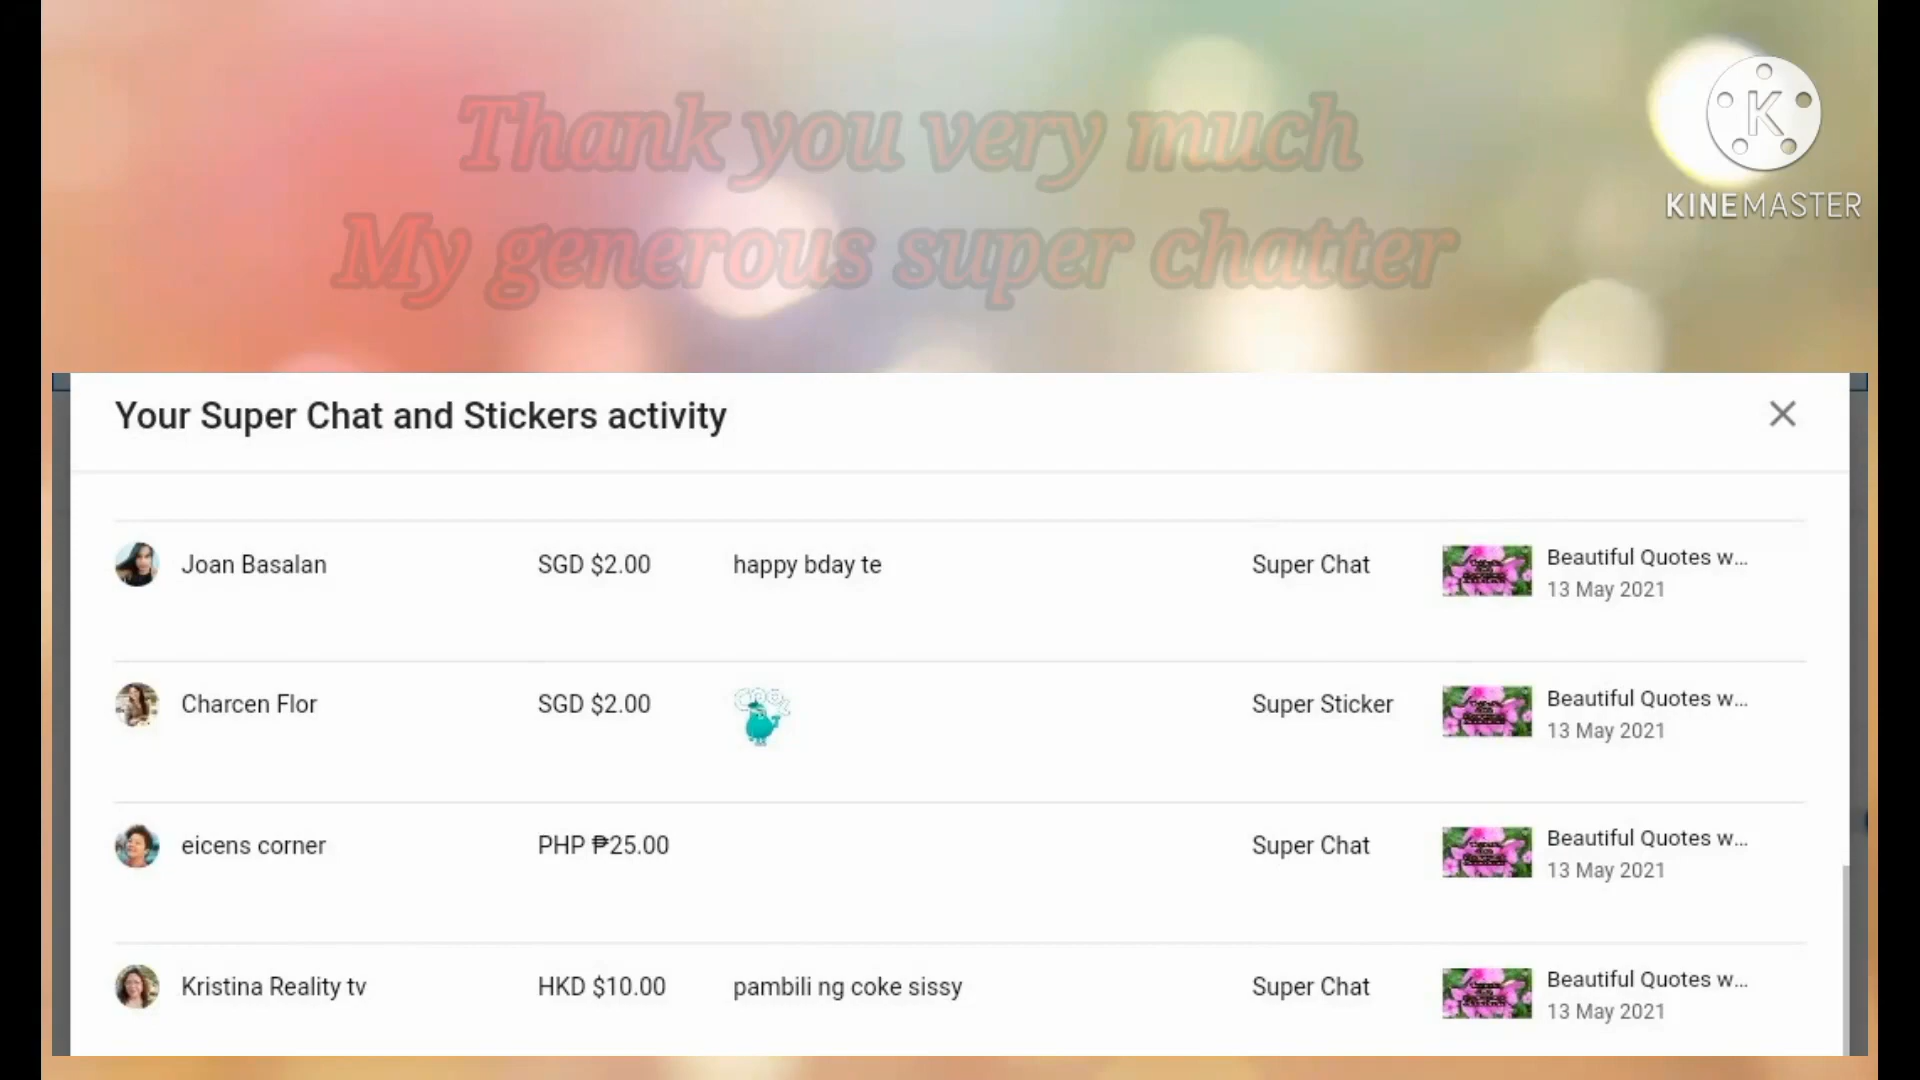 Thank you very much
My generous super chatter
KINEMASTER
Your Super Chat and Stickers activity
Joan Basalan SGD $2.00 happy bday te Super Chat Beautiful Quotes w...
13 May 2021
Charcen Flor SGD $2.00 Super Sticker Beautiful Quotes w...
13 May 2021
eicens corner PHP ₱25.00 Super Chat Beautiful Quotes w...
13 May 2021
Kristina Reality tv HKD $10.00 pambili ng coke sissy Super Chat Beautiful Quotes w...
13 May 2021